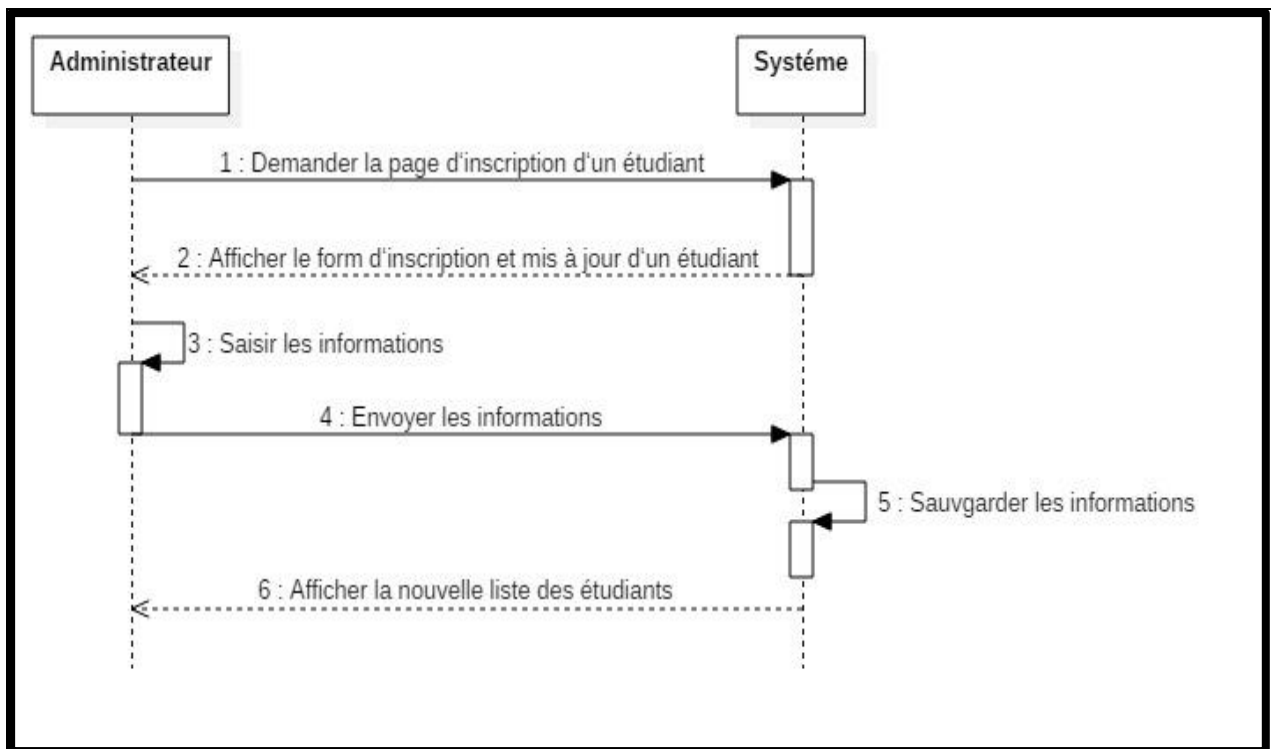 Administrateur
Systéme
1 : Demander la page d'inscription d'un étudiant
2 : Afficher le form d'inscription et mis à jour d'un étudiant
3 : Saisir les informations
4 : Envoyer les informations
5 : Sauvgarder les informations
6 : Afficher la nouvelle liste des étudiants